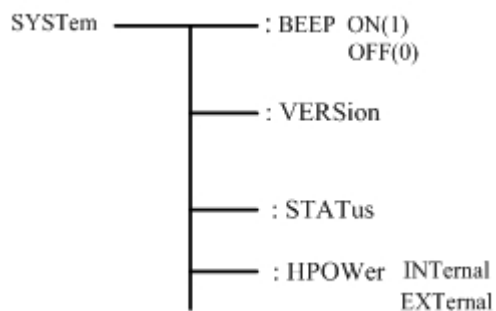 SYSTem : BEEP ON(1)
OFF(0)
: VERSion
: STATus
: HPOWer INTernal
EXTernal